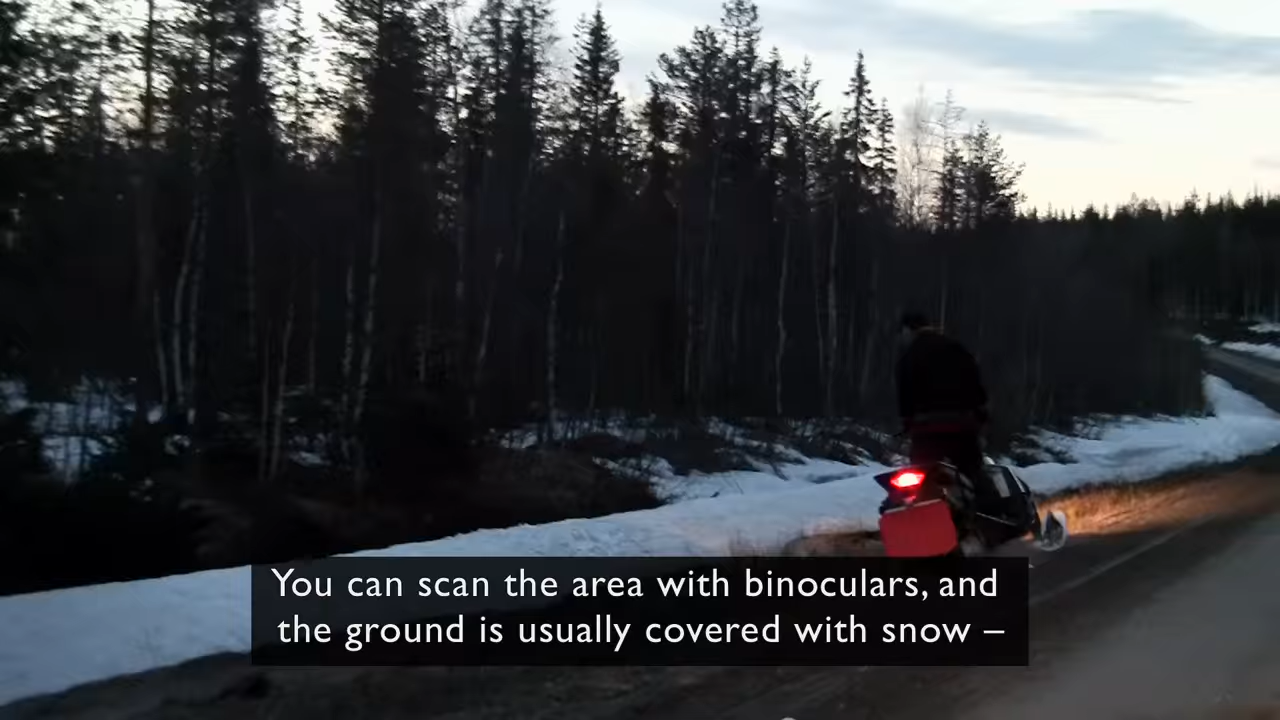 You can scan the area with binoculars, and
the ground is usually covered with snow –